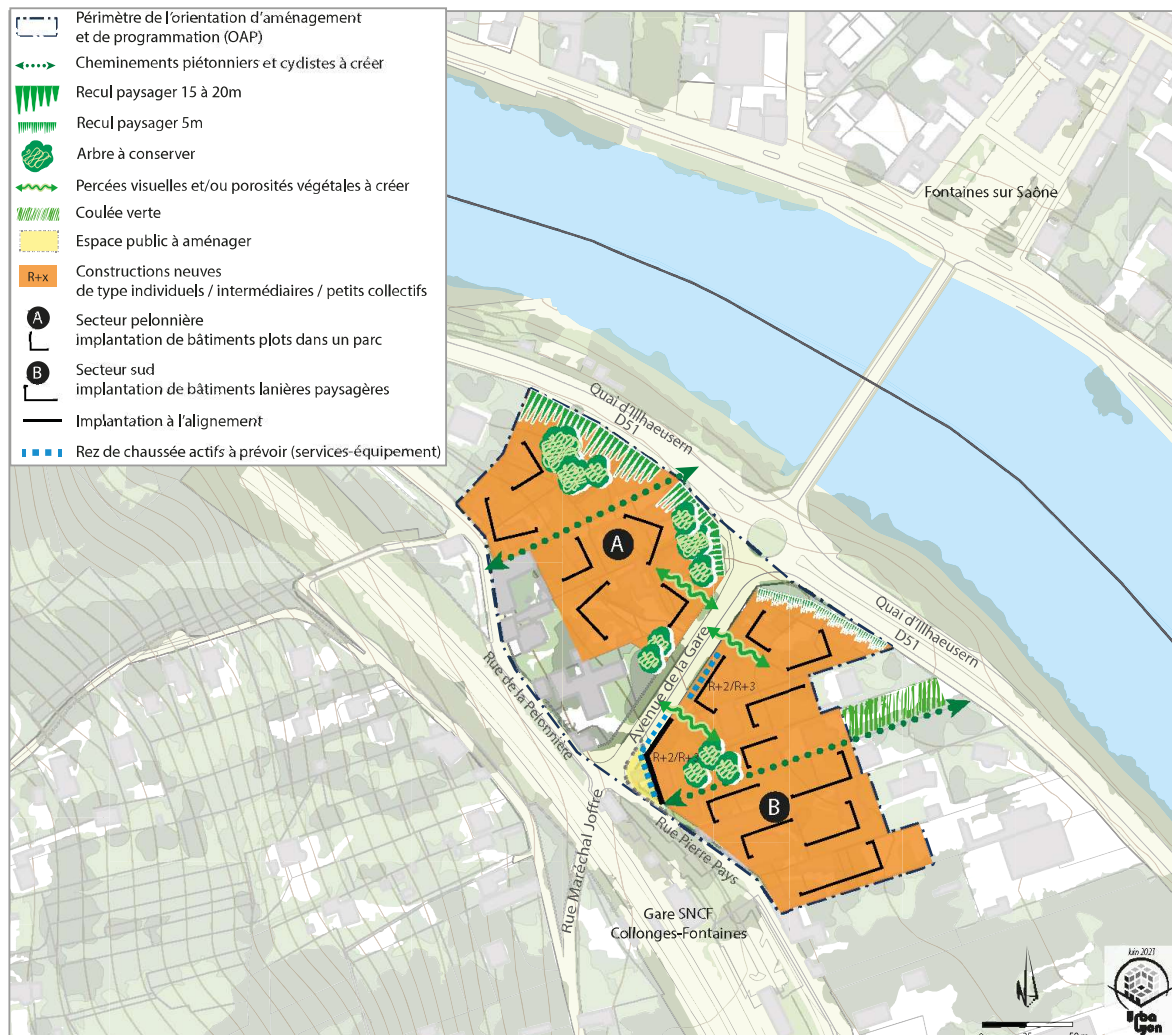 Périmètre de l'orientation d'aménagement
et de programmation (OAP)
Cheminements piétonniers et cyclistes à créer
Recul paysager 15 à 20m
Recul paysager 5m
Arbre à conserver
Percées visuelles et/ou porosités végétales à créer
Coulée verte
Espace public à aménager
R+x
Constructions neuves
de type individuels / intermédiaires / petits collectifs
A
Secteur pelonnière
implantation de bâtiments plots dans un parc
B
Secteur sud
implantation de bâtiments lanières paysagères
Implantation à l'alignement
Rez de chaussée actifs à prévoir (services-équipement)
Fontaines sur Saône
Quai d'Illhaeusern
D51
A
Quai d'Illhaeusern
D51
Avenue de la Gare
R+2/R+3
Rue de la Pelonnière
R+2/R+3
B
Rue Maréchal Joffre
Rue Pierre Pays
Gare SNCF
Collonges-Fontaines
Juin 2021
N
Urba
Lyon